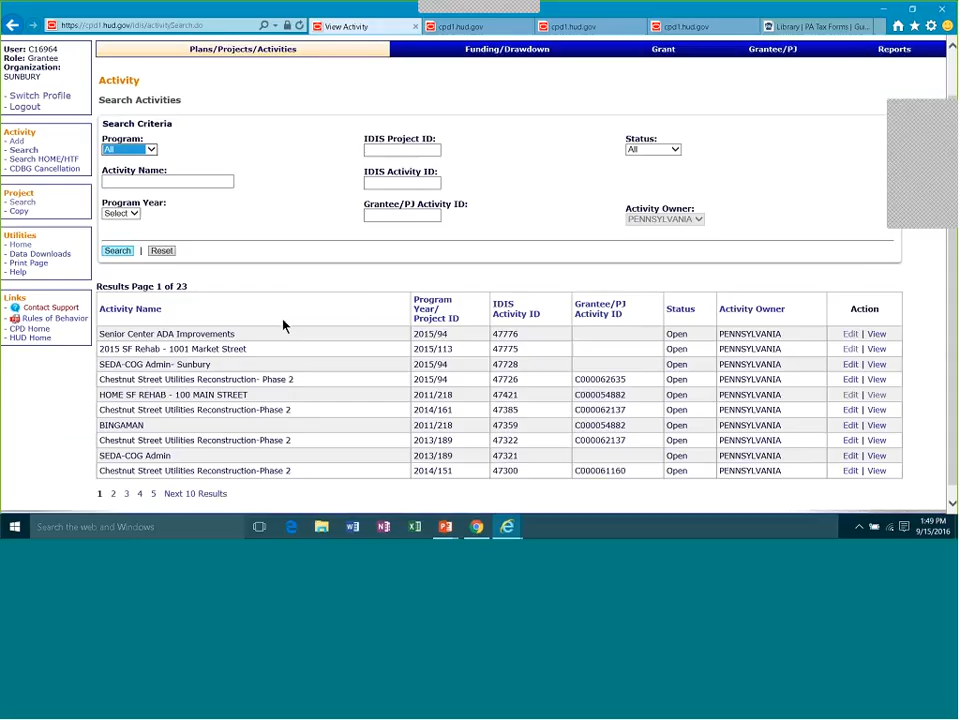 https://cpd1.hud.gov/idis/activitySearch.do
View Activity
cpd1.hud.gov
cpd1.hud.gov
cpd1.hud.gov
Library | PA Tax Forms | Gu...
User: C16964
Role: Grantee
Organization:
SUNBURY
- Switch Profile
- Logout
Activity
- Add
- Search
- Search HOME/HTF
- CDBG Cancellation
Project
- Search
- Copy
Utilities
- Home
- Data Downloads
- Print Page
- Help
Links
- Contact Support
- Rules of Behavior
- CPD Home
- HUD Home
Plans/Projects/Activities Funding/Drawdown Grant Grantee/PJ Reports
Activity
Search Activities
Search Criteria
Program: IDIS Project ID: Status:
All All
Activity Name: IDIS Activity ID:
Program Year: Grantee/PJ Activity ID: Activity Owner:
Select PENNSYLVANIA
Search | Reset
Results Page 1 of 23
Activity Name Program Year/ Project ID IDIS Activity ID Grantee/PJ Activity ID Status Activity Owner Action
Senior Center ADA Improvements 2015/94 47776 Open PENNSYLVANIA Edit | View
2015 SF Rehab - 1001 Market Street 2015/113 47775 Open PENNSYLVANIA Edit | View
SEDA-COG Admin- Sunbury 2015/94 47728 Open PENNSYLVANIA Edit | View
Chestnut Street Utilities Reconstruction- Phase 2 2015/94 47726 C000062635 Open PENNSYLVANIA Edit | View
HOME SF REHAB - 100 MAIN STREET 2011/218 47421 C000054882 Open PENNSYLVANIA Edit | View
Chestnut Street Utilities Reconstruction-Phase 2 2014/161 47385 C000062137 Open PENNSYLVANIA Edit | View
BINGAMAN 2011/218 47359 C000054882 Open PENNSYLVANIA Edit | View
Chestnut Street Utilities Reconstruction-Phase 2 2013/189 47322 C000062137 Open PENNSYLVANIA Edit | View
SEDA-COG Admin 2013/189 47321 Open PENNSYLVANIA Edit | View
Chestnut Street Utilities Reconstruction-Phase 2 2014/151 47300 C000061160 Open PENNSYLVANIA Edit | View
1 2 3 4 5 Next 10 Results
Search the web and Windows
1:49 PM
9/15/2016